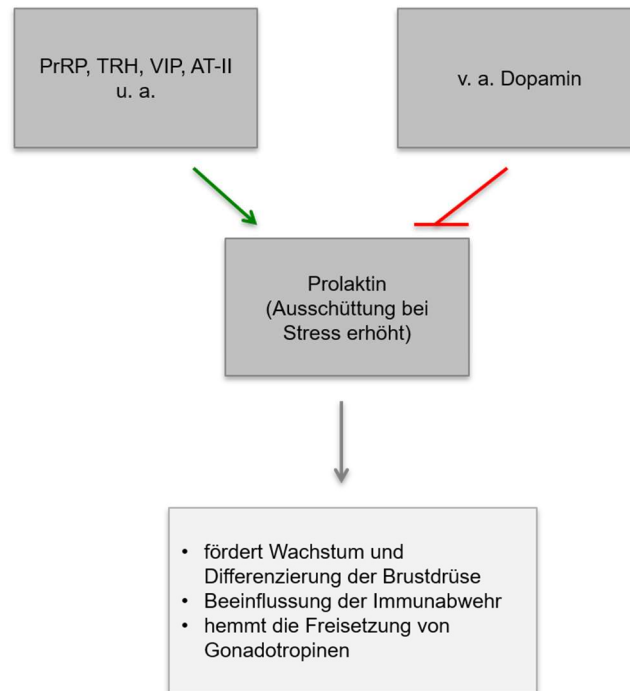 PrRP, TRH, VIP, AT-II
u. a.
v. a. Dopamin
Prolaktin
(Ausschüttung bei
Stress erhöht)
• fördert Wachstum und
Differenzierung der Brustdrüse
• Beeinflussung der Immunabwehr
• hemmt die Freisetzung von
Gonadotropinen